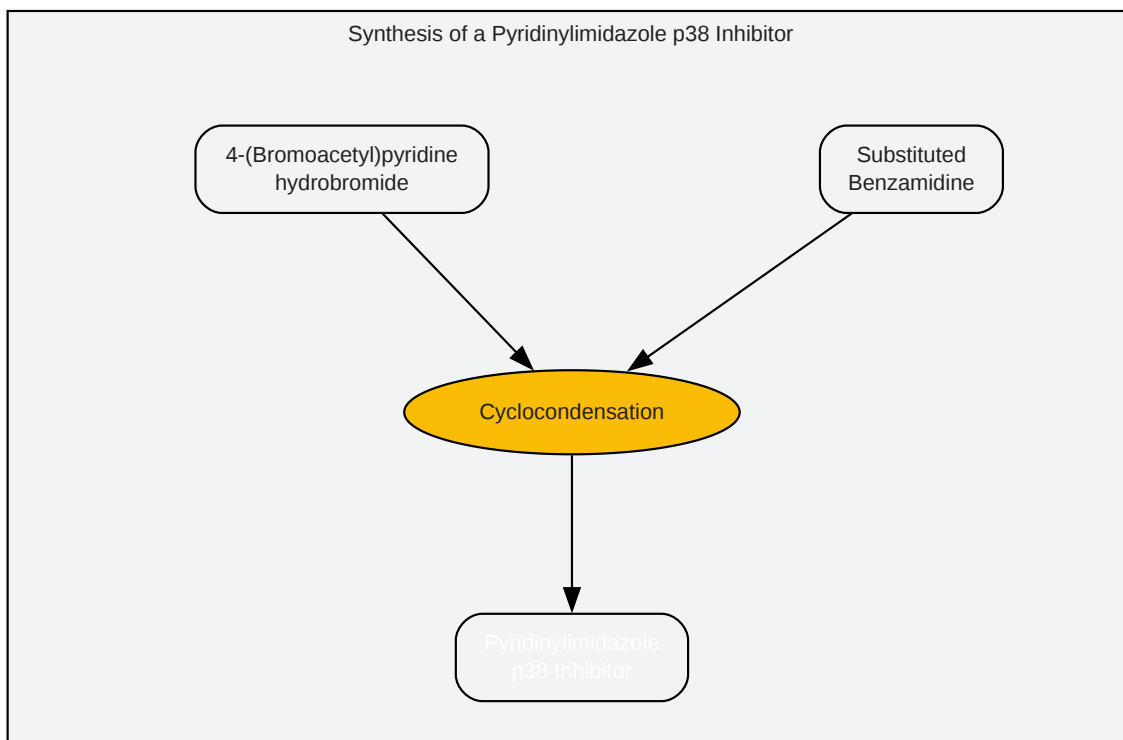 Synthesis of a Pyridinylimidazole p38 Inhibitor
4-(Bromoacetyl)pyridine
hydrobromide
Substituted
Benzamidine
Cyclocondensation
Pyridinylimidazole
p38 Inhibitor